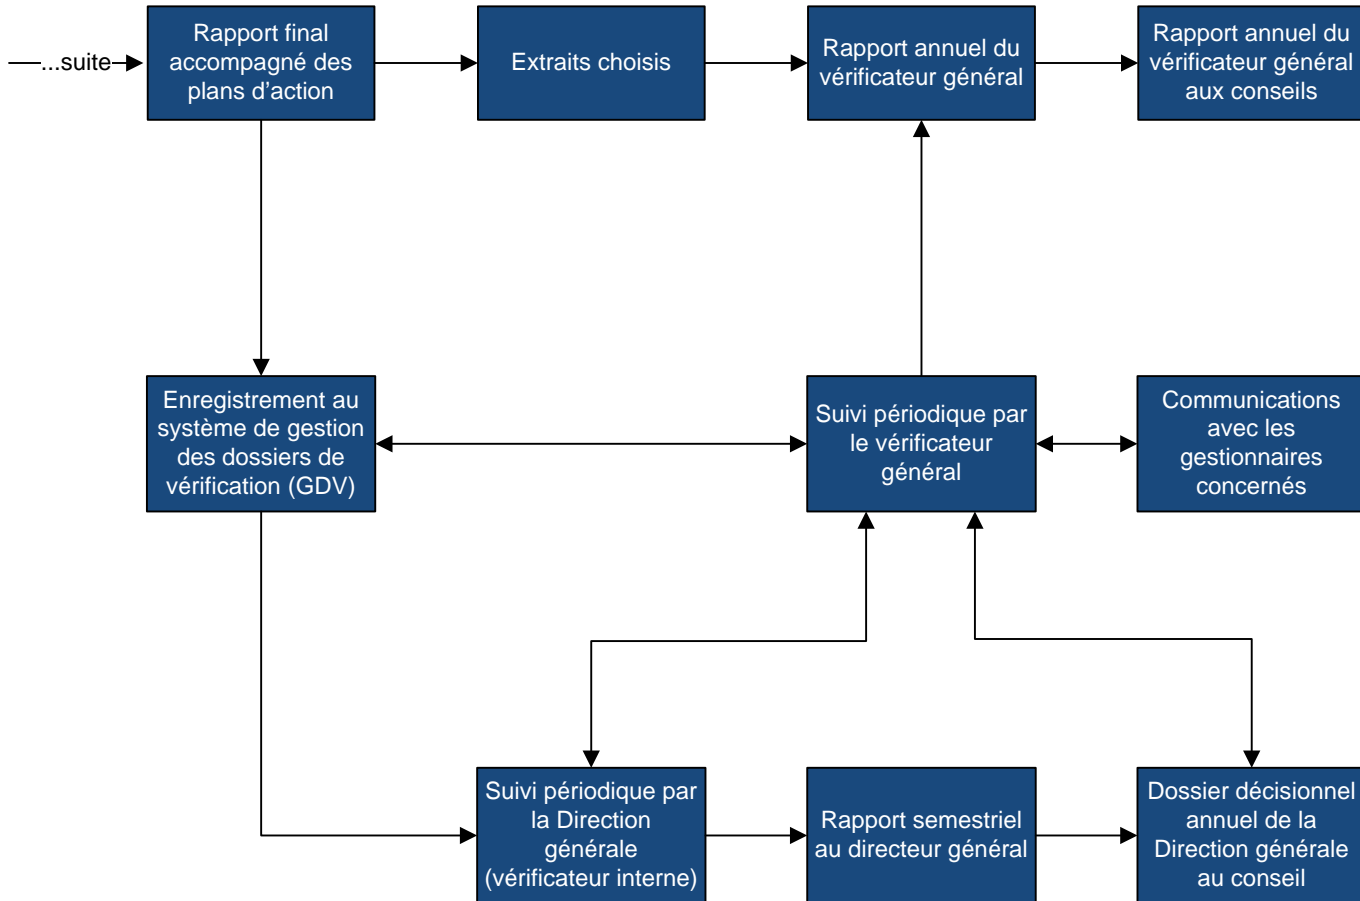 ...suite
Rapport final
accompagné des
plans d’action
Extraits choisis
Rapport annuel du
vérificateur général
Rapport annuel du
vérificateur général
aux conseils
Enregistrement au
système de gestion
des dossiers de
vérification (GDV)
Suivi périodique par
le vérificateur
général
Communications
avec les
gestionnaires
concernés
Suivi périodique par
la Direction
générale
(vérificateur interne)
Rapport semestriel
au directeur général
Dossier décisionnel
annuel de la
Direction générale
au conseil